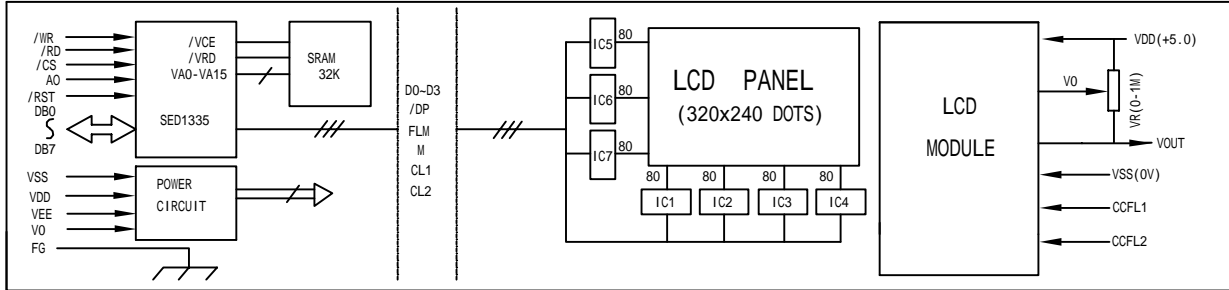 /WR
/RD
/CS
A0
/RST
DB0
DB7
SED1335
/VCE
/VRD
VA0-VA15
SRAM
32K
VSS
VDD
VEE
V0
FG
POWER
CIRCUIT
D0~D3
/DP
FLM
M
CL1
CL2
IC5
80
IC6
80
IC7
80
LCD PANEL
(320x240 DOTS)
80
80
80
80
IC1
IC2
IC3
IC4
LCD
MODULE
VDD(+5.0)
V0
VR(0-1M)
VOUT
VSS(0V)
CCFL1
CCFL2